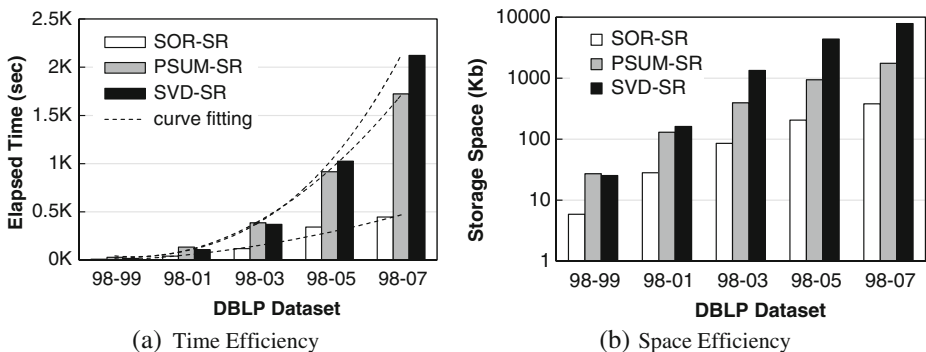 2.5K
2K
1.5K
1K
0.5K
0K
Elapsed Time (sec)
SOR-SR
PSUM-SR
SVD-SR
curve fitting
98-99 98-01 98-03 98-05 98-07
DBLP Dataset
(a) Time Efficiency
10000
1000
100
10
1
Storage Space (Kb)
SOR-SR
PSUM-SR
SVD-SR
98-99 98-01 98-03 98-05 98-07
DBLP Dataset
(b) Space Efficiency